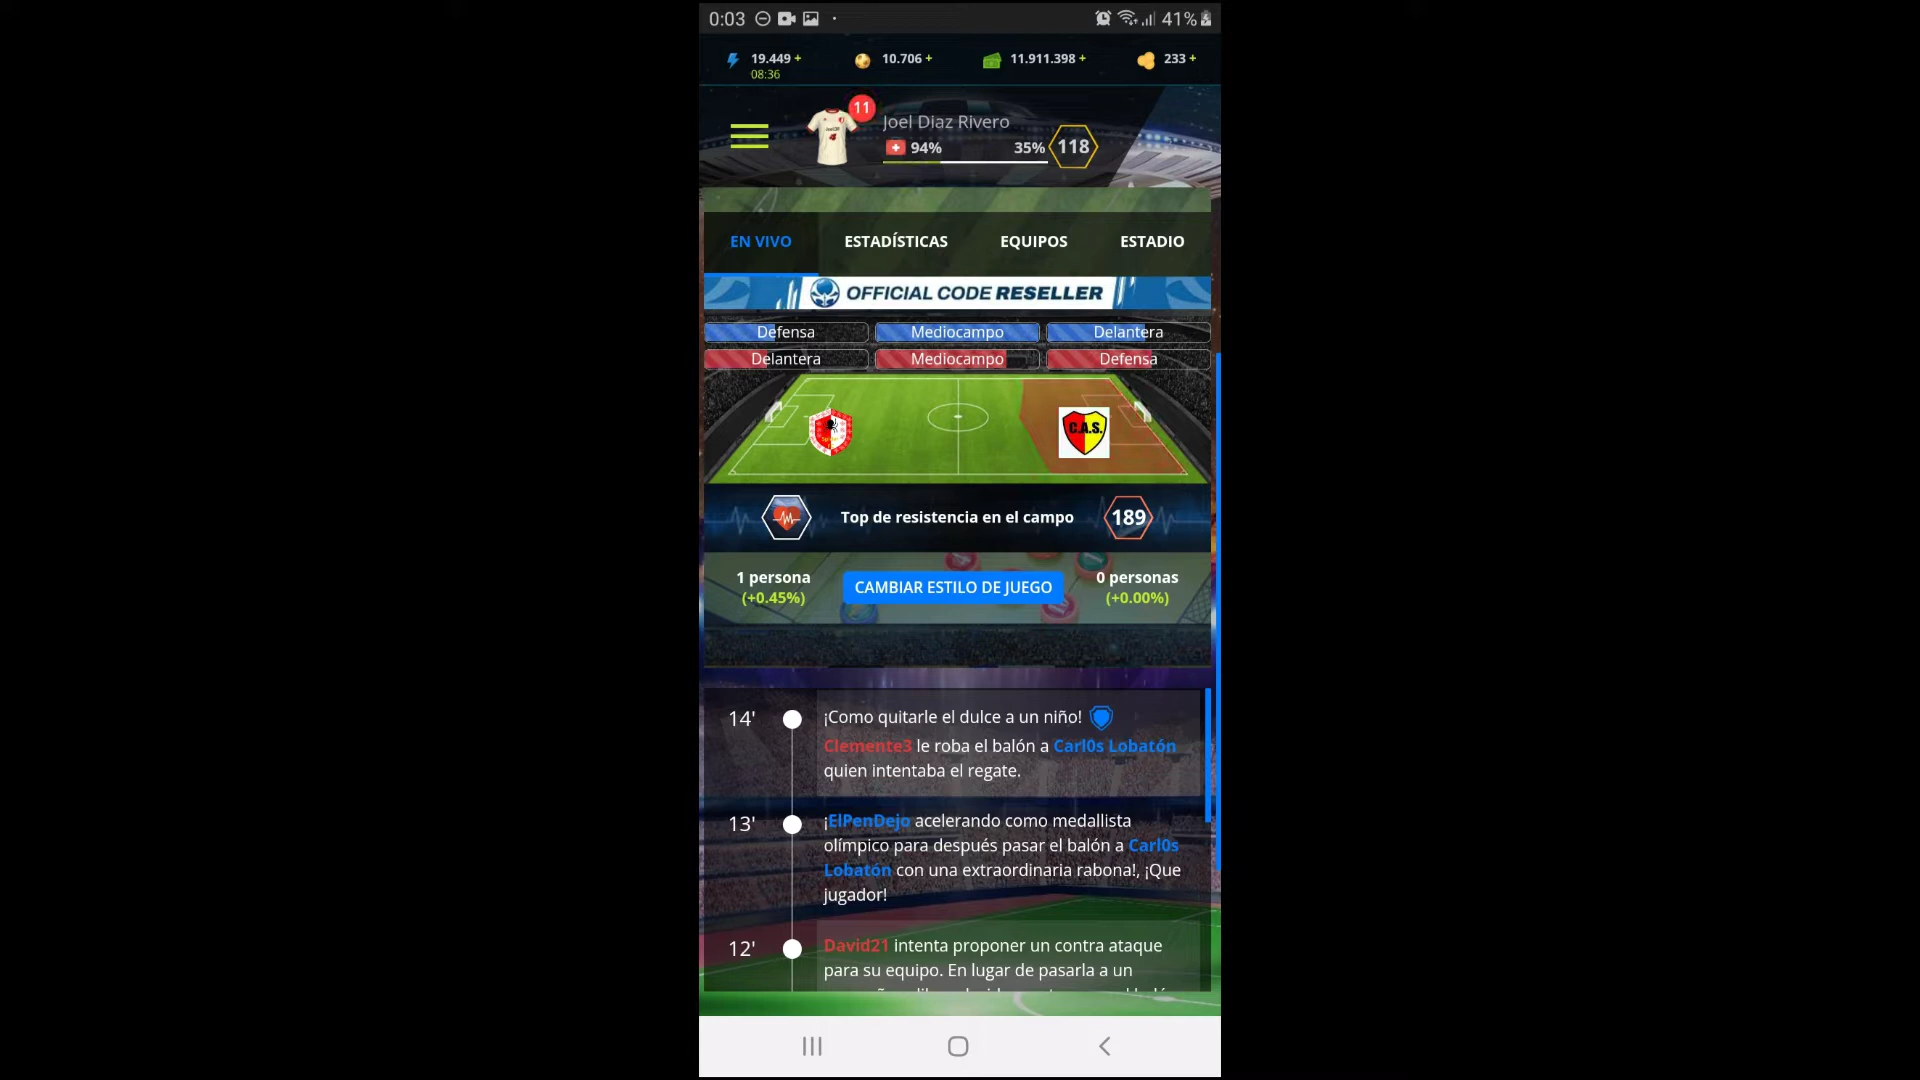 0:03
41%
19.449 +
08:36
10.706 +
11.911.398 +
233 +
11
Joel Diaz Rivero
94%
35%
118
EN VIVO
ESTADÍSTICAS
EQUIPOS
ESTADIO
OFFICIAL CODE RESELLER
Defensa
Mediocampo
Delantera
Delantera
Mediocampo
Defensa
C.A.S.
Top de resistencia en el campo
189
1 persona
(+0.45%)
CAMBIAR ESTILO DE JUEGO
0 personas
(+0.00%)
14'
¡Como quitarle el dulce a un niño!
Clemente3 le roba el balón a Carl0s Lobatón
quien intentaba el regate.
13'
¡ElPenDejo acelerando como medallista
olímpico para después pasar el balón a Carl0s
Lobatón con una extraordinaria rabona!, ¡Que
jugador!
12'
David21 intenta proponer un contra ataque
para su equipo. En lugar de pasarla a un